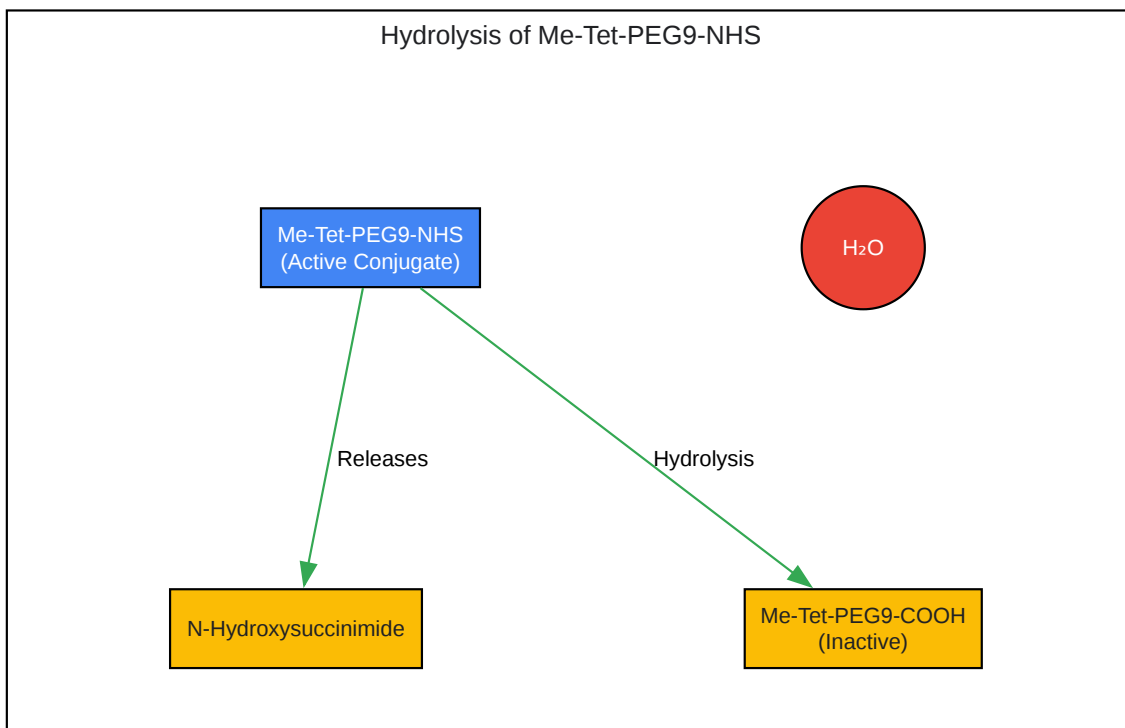 Hydrolysis of Me-Tet-PEG9-NHS
Me-Tet-PEG9-NHS
(Active Conjugate)
H₂O
Releases
Hydrolysis
N-Hydroxysuccinimide
Me-Tet-PEG9-COOH
(Inactive)